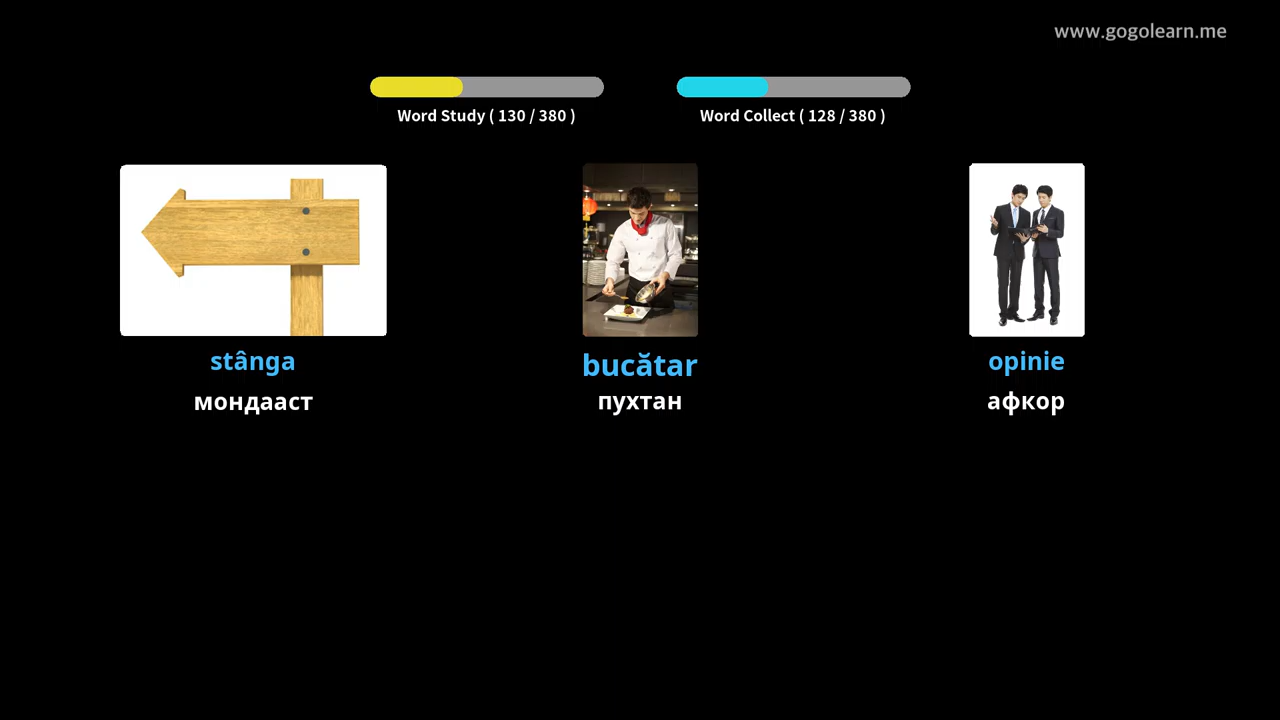 www.gogolearn.me
Word Study ( 130 / 380 )
Word Collect ( 128 / 380 )
stânga
мондааст
bucătar
пухтан
opinie
афкор